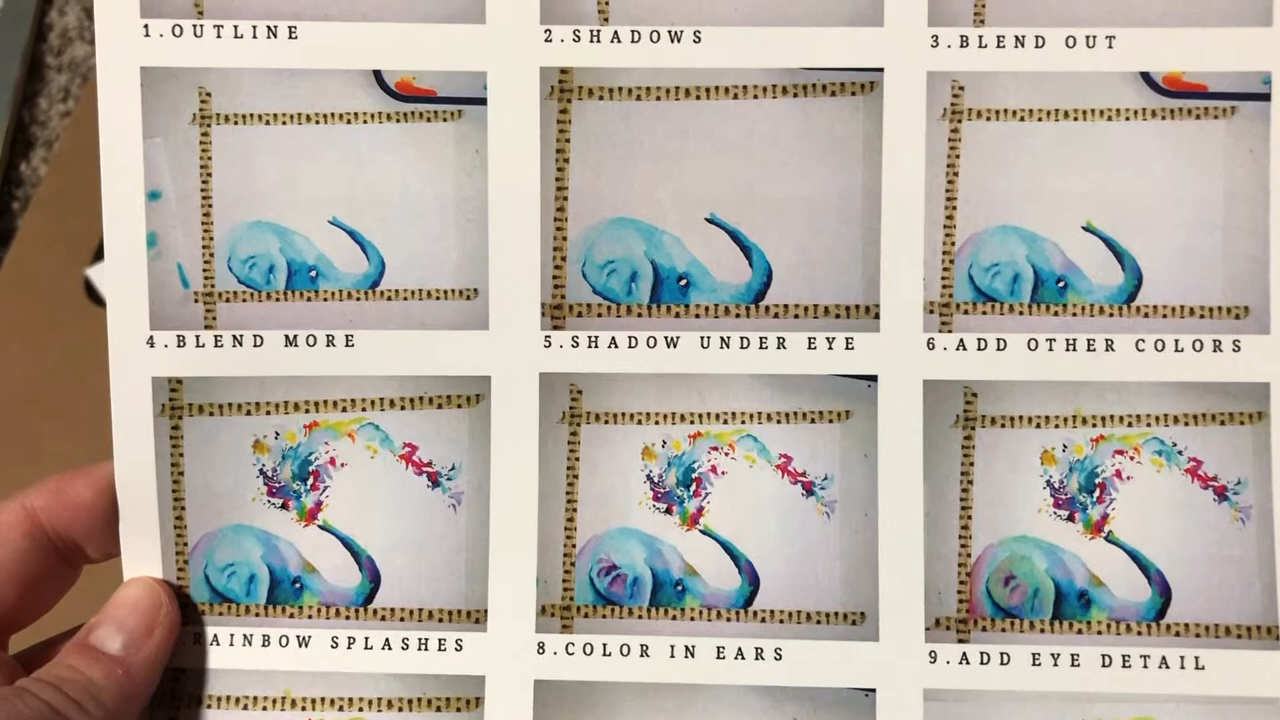 1.OUTLINE
2.SHADOWS
3.BLEND OUT
4.BLEND MORE
5.SHADOW UNDER EYE
6.ADD OTHER COLORS
RAINBOW SPLASHES
8.COLOR IN EARS
9.ADD EYE DETAIL